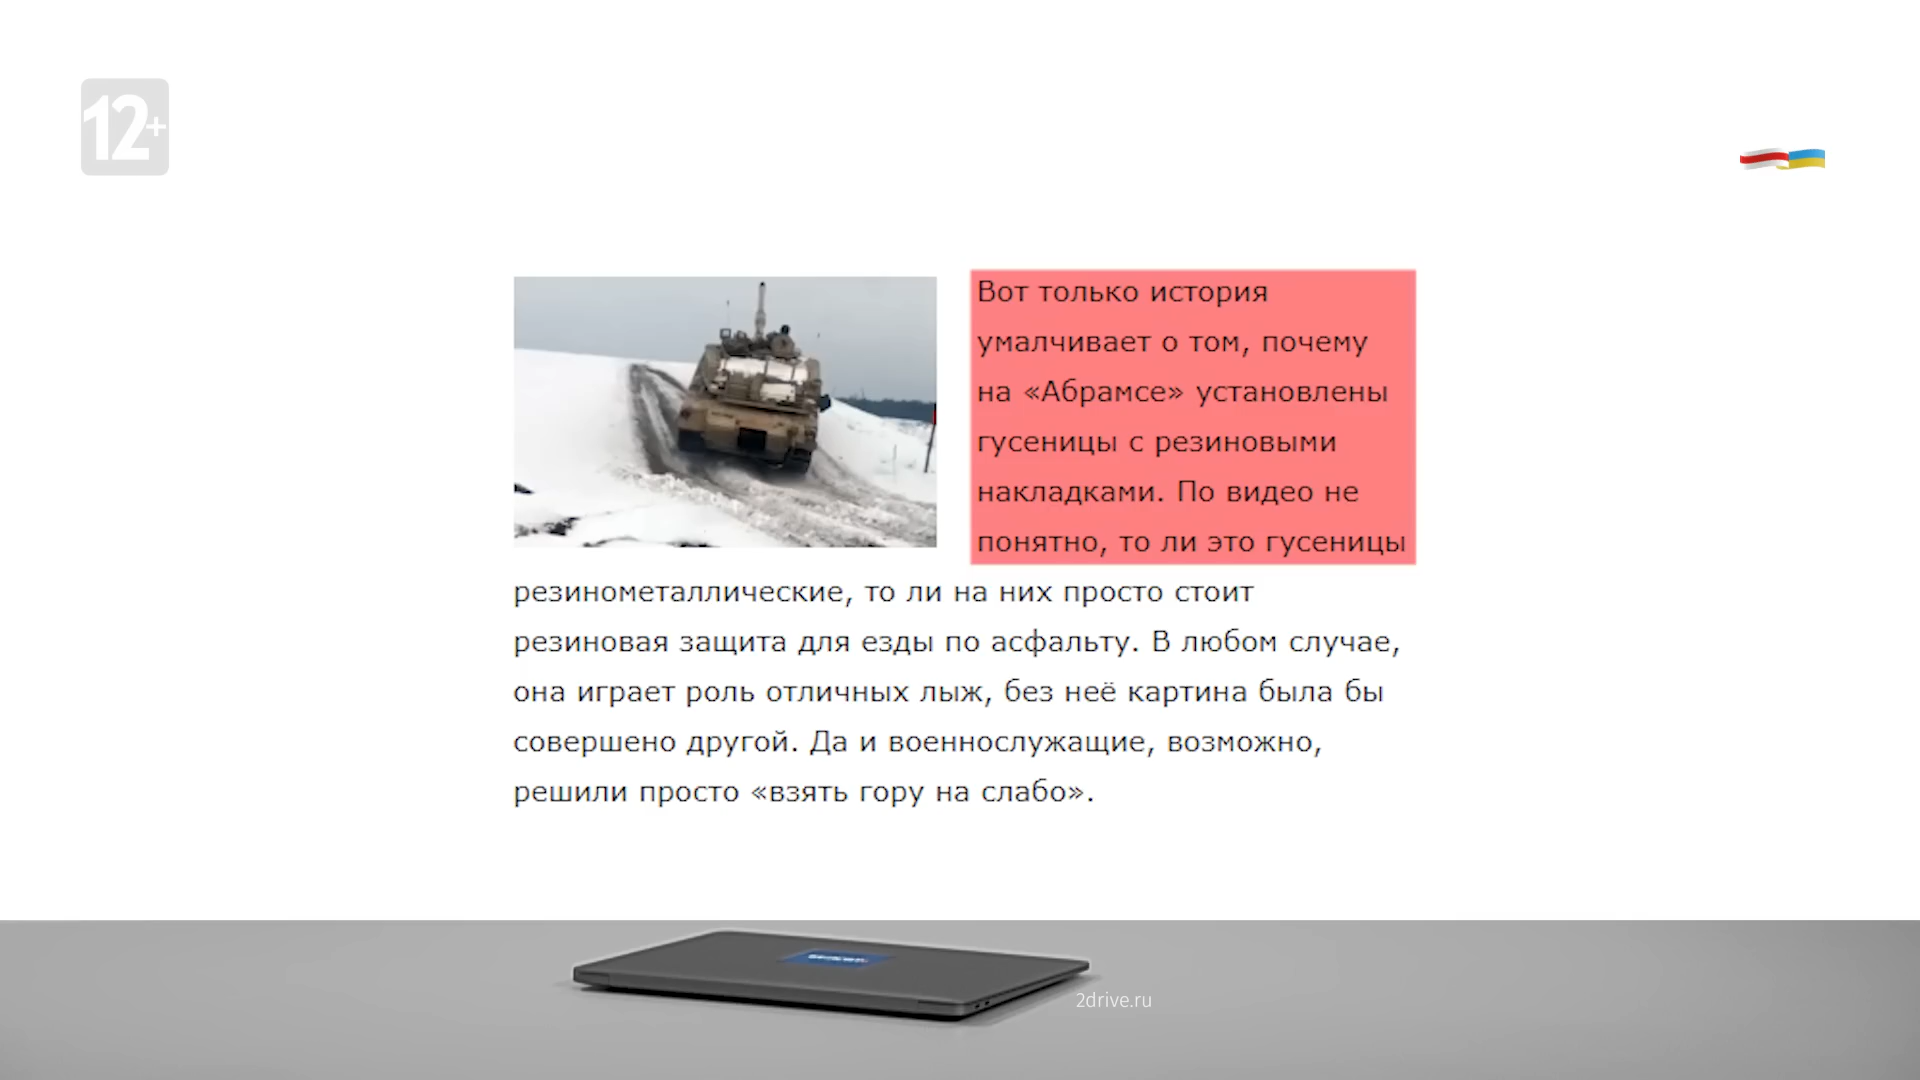 12+
Вот только история
умалчивает о том, почему
на «Абрамсе» установлены
гусеницы с резиновыми
накладками. По видео не
понятно, то ли это гусеницы
резинометаллические, то ли на них просто стоит
резиновая защита для езды по асфальту. В любом случае,
она играет роль отличных лыж, без неё картина была бы
совершено другой. Да и военнослужащие, возможно,
решили просто «взять гору на слабо».
2drive.ru